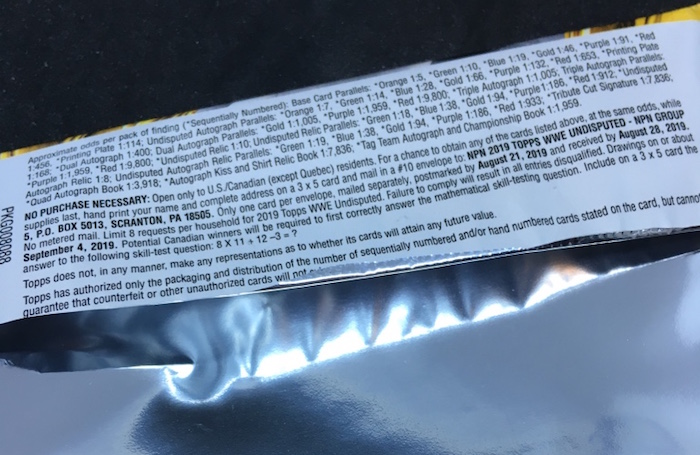 Approximate odds per pack of finding (*Sequentially Numbered): Base Card Parallels: *Orange 1:5, *Green 1:10, *Blue 1:19, *Gold 1:46, *Purple 1:91, *Red
1:456, *Printing Plate 1:114; Undisputed Autograph Parallels: *Orange 1:7, *Green 1:14, *Blue 1:28, *Gold 1:66, *Purple 1:132, *Red 1:653, *Printing Plate
1:168; *Dual Autograph 1:400; Dual Autograph Parallels: *Gold 1:1,005, *Purple 1:1,959, *Red 1:9,800; *Triple Autograph 1:1,005; Triple Autograph Parallels:
*Purple 1:1,959, *Red 1:9,800; *Undisputed Relic 1:10; Undisputed Relic Parallels: *Green 1:18, *Blue 1:38, *Gold 1:94, *Purple 1:186, *Red 1:912, *Undisputed
Autograph Relic 1:8; Undisputed Autograph Relic Parallels: *Green 1:19, *Blue 1:38, *Gold 1:94, *Purple 1:186, *Red 1:933; *Tribute Cut Signature 1:7,836;
*Quad Autograph Book 1:3,918; *Autograph Kiss and Shirt Relic Book 1:7,836; *Tag Team Autograph and Championship Book 1:1,959.
NO PURCHASE NECESSARY: Open only to U.S./Canadian (except Quebec) residents. For a chance to obtain any of the cards listed above, at the same odds, while
supplies last, hand print your name and complete address on a 3 x 5 card and mail in a #10 envelope to: NPN 2019 TOPPS WWE UNDISPUTED - NPN GROUP
5, P.O. BOX 5013, SCRANTON, PA 18505. Only one card per envelope, mailed separately, postmarked by August 21, 2019 and received by August 28, 2019.
No metered mail. Limit 8 requests per household for 2019 Topps WWE Undisputed. Failure to comply will result in all entries disqualified. Drawings on or about
September 4, 2019. Potential Canadian winners will be required to first correctly answer the mathematical skill-testing question. Include on a 3 x 5 card the
answer to the following skill-test question: 8 X 11 + 12 –3 = ?
Topps does not, in any manner, make any representations as to whether its cards will attain any future value.
Topps has authorized only the packaging and distribution of the number of sequentially numbered and/or hand numbered cards stated on the card, but cannot
guarantee that counterfeit or other unauthorized cards will not